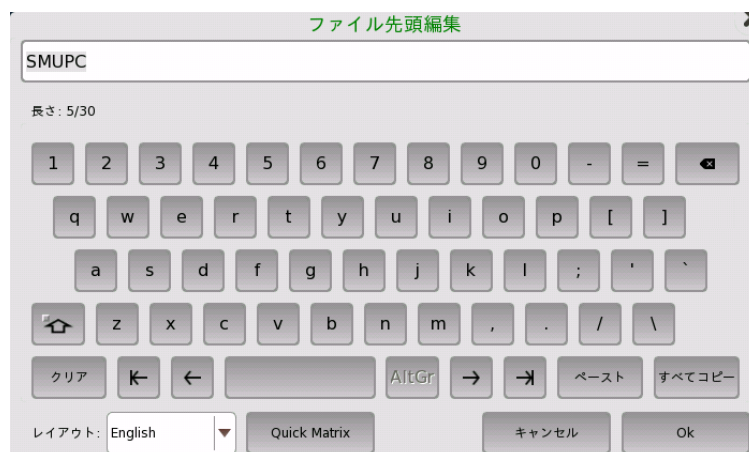 ファイル先頭編集
SMUPC
長さ: 5/30
1 2 3 4 5 6 7 8 9 0 - =
q w e r t y u i o p [ ]
a s d f g h j k l ; ' `
z x c v b n m , . / \
クリア AltGr ペースト すべてコピー
レイアウト: English Quick Matrix キャンセル Ok